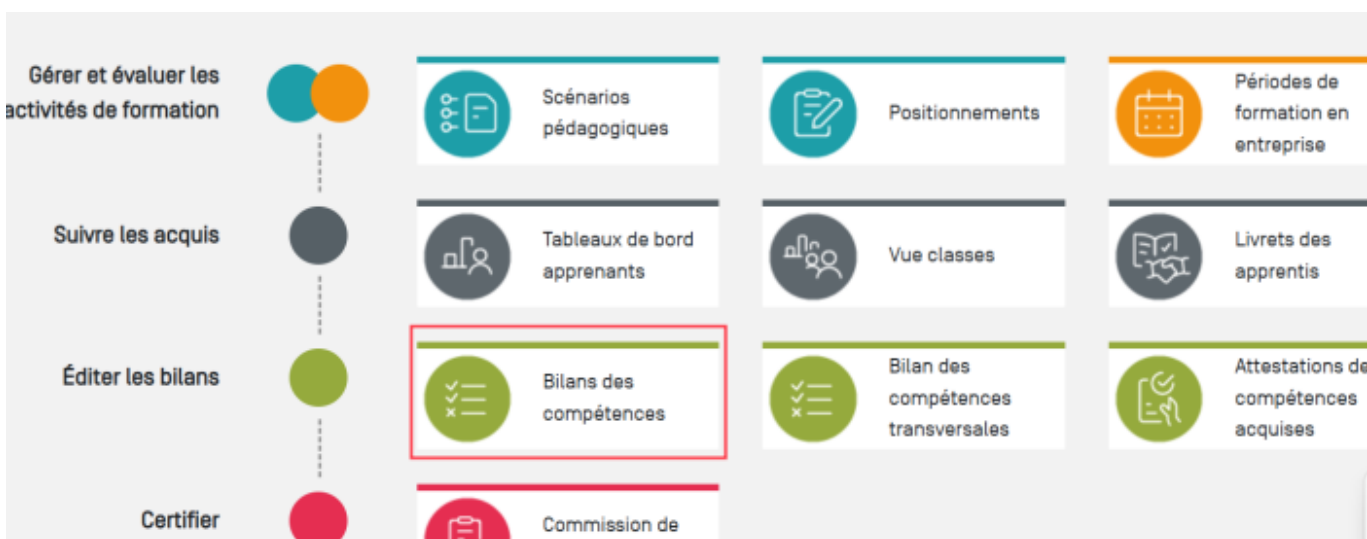 Gérer et évaluer les
activités de formation
Scénarios
pédagogiques
Positionnements
Périodes de
formation en
entreprise
Suivre les acquis
Tableaux de bord
apprenants
Vue classes
Livrets des
apprentis
Éditer les bilans
Bilans des
compétences
Bilan des
compétences
transversales
Attestations de
compétences
acquises
Certifier
Commission de